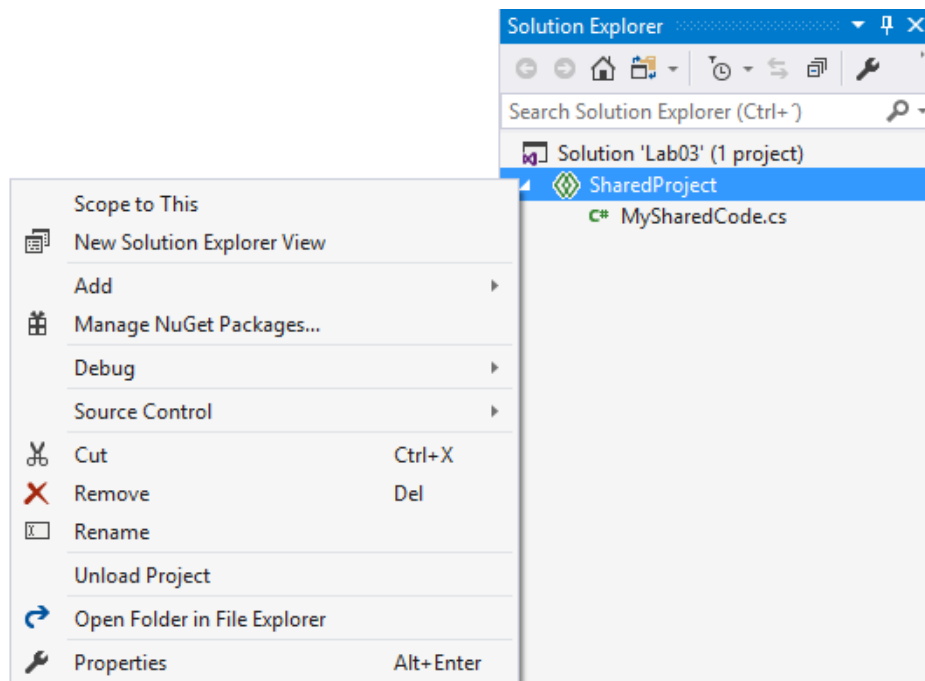 Solution Explorer
Search Solution Explorer (Ctrl+´)
Solution 'Lab03' (1 project)
SharedProject
C# MySharedCode.cs
Scope to This
New Solution Explorer View
Add
Manage NuGet Packages...
Debug
Source Control
Cut Ctrl+X
Remove Del
Rename
Unload Project
Open Folder in File Explorer
Properties Alt+Enter